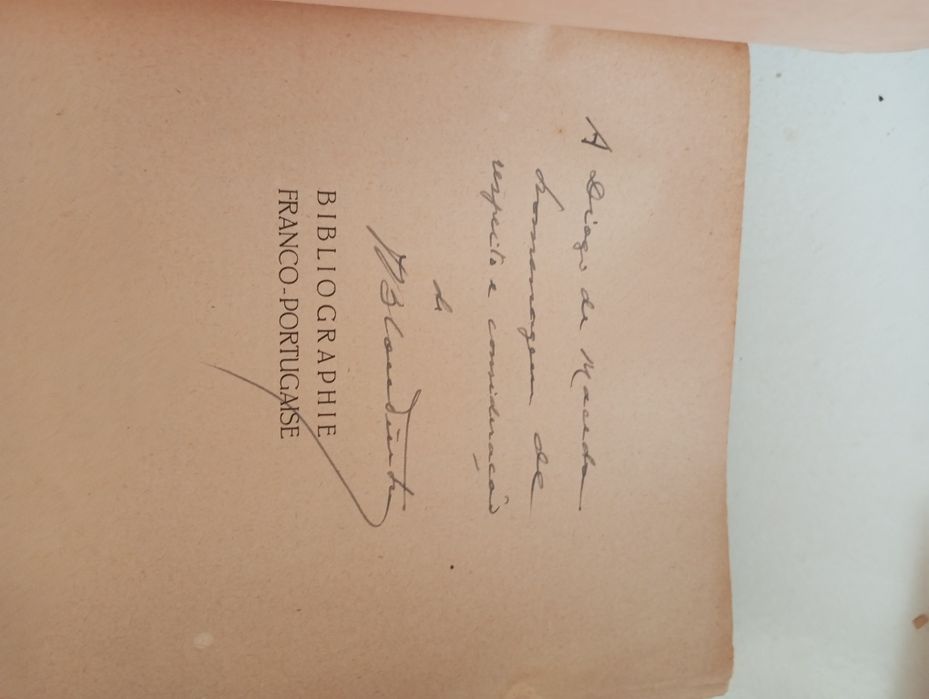 A Diogo de Macedo
homenagem de
respeito e consideração
de
BIBLIOGRAPHIE
FRANCO-PORTUGAISE